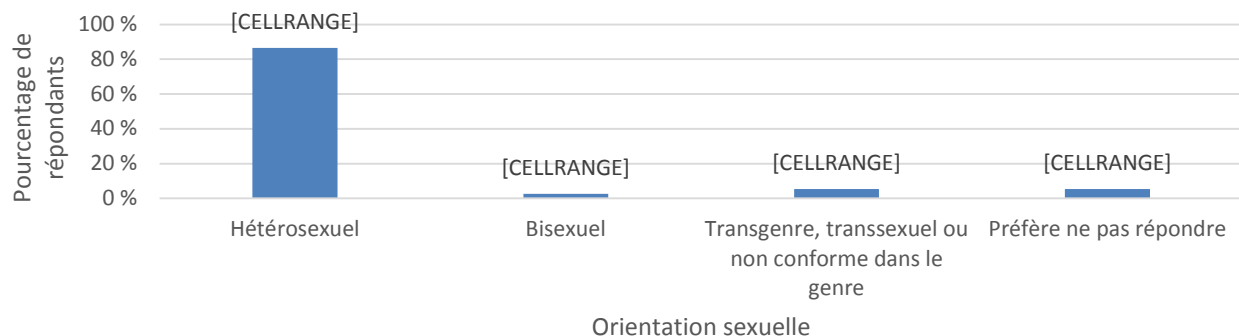 Pourcentage de
répondants
100 %
80 %
60 %
40 %
20 %
0 %
[CELLRANGE]
[CELLRANGE]
[CELLRANGE]
[CELLRANGE]
Hétérosexuel
Bisexuel
Transgenre, transsexuel ou
non conforme dans le
genre
Préfère ne pas répondre
Orientation sexuelle